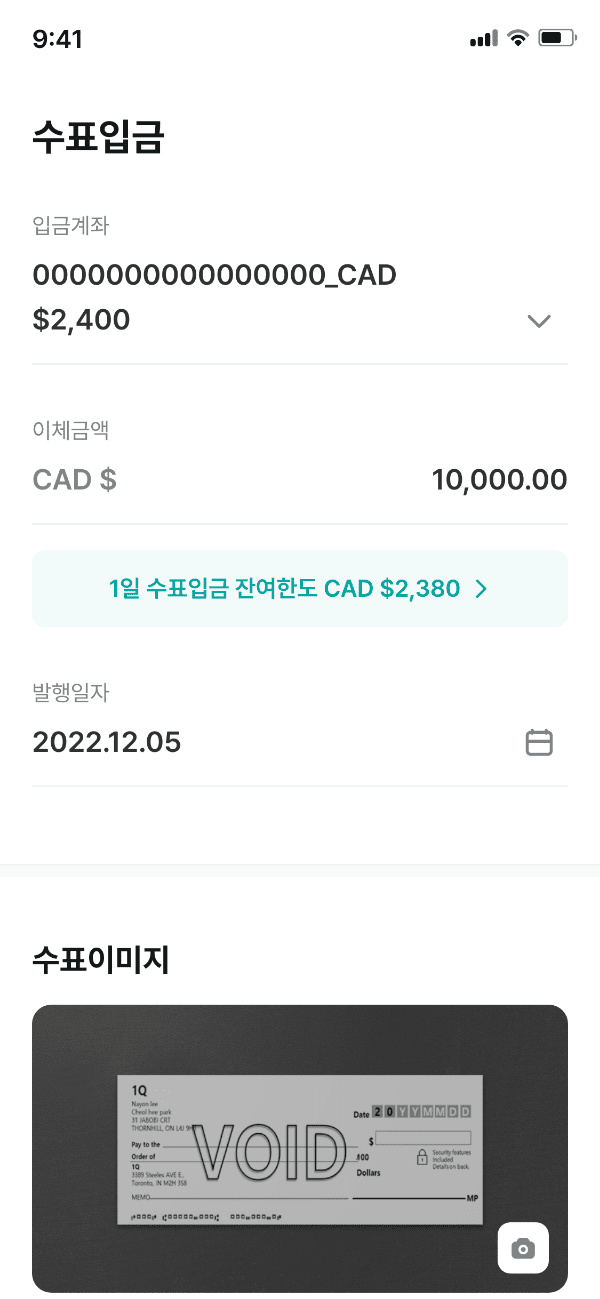 9:41
수표입금
입금계좌
0000000000000000_CAD
$2,400
이체금액
CAD $ 10,000.00
1일 수표입금 잔여한도 CAD $2,380
발행일자
2022.12.05
수표이미지
1Q
Nayon lee
Cheol hee park
31 JABOBI CRT
THORNHILL, ON L4J 9H
Date 20YYMMDD
Pay to the
Order of
VOID
$
.100
Dollars
Security features
Included
Details on back.
1Q
3389 Steeles AVE E.,
Toronto, IN M2H 3S8
MEMO
MP